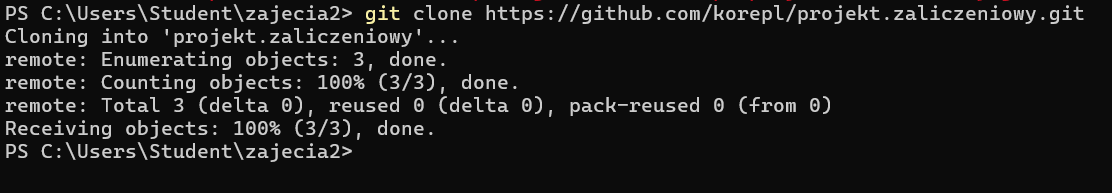 PS C:\Users\Student\zajecia2> git clone https://github.com/korepl/projekt.zaliczeniowy.git
Cloning into 'projekt.zaliczeniowy'...
remote: Enumerating objects: 3, done.
remote: Counting objects: 100% (3/3), done.
remote: Total 3 (delta 0), reused 0 (delta 0), pack-reused 0 (from 0)
Receiving objects: 100% (3/3), done.
PS C:\Users\Student\zajecia2>